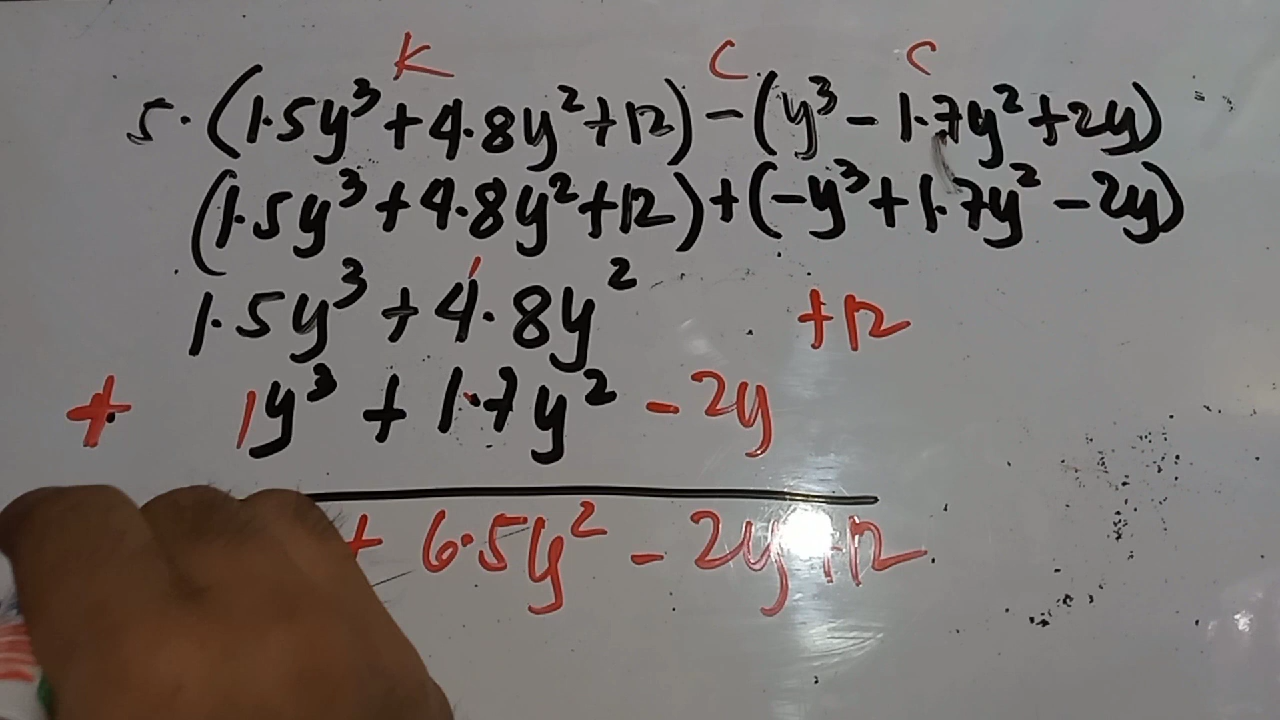 K C C
5. (1.5y³ + 4.8y² + 12) - (y³ - 1.7y² + 2y)
(1.5y³ + 4.8y² + 12) + (-y³ + 1.7y² - 2y)
1.5y³ + 4.8y² + 12
+ 1y³ + 1.7y² - 2y
+ 6.5y² - 2y + 12